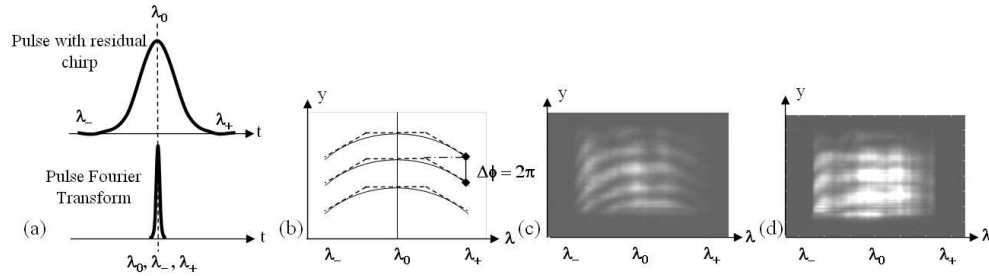 λ₀
Pulse with residual
chirp
λ₋
λ₊
t
Pulse Fourier
Transform
(a)
t
λ₀, λ₋, λ₊
y
Δϕ = 2π
(b)
λ
λ₋
λ₀
λ₊
y
(c)
λ
λ₋
λ₀
λ₊
y
(d)
λ
λ₋
λ₀
λ₊